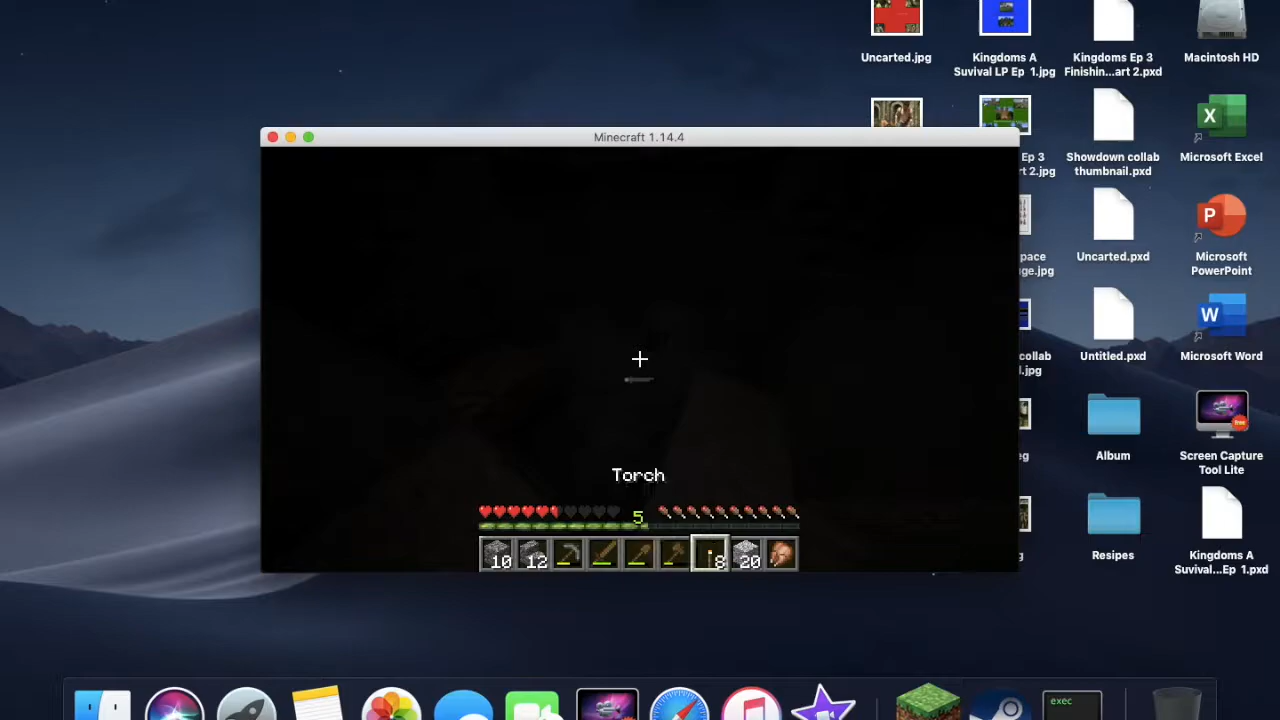 Uncarted.jpg
Kingdoms A
Suvival LP Ep 1.jpg
Kingdoms Ep 3
Finishin...art 2.pxd
Macintosh HD
Minecraft 1.14.4
Ep 3
rt 2.jpg
Showdown collab
thumbnail.pxd
X
Microsoft Excel
pace
ge.jpg
Uncarted.pxd
P
Microsoft
PowerPoint
collab
l.jpg
Untitled.pxd
W
Microsoft Word
eg
Album
free
Screen Capture
Tool Lite
g
Resipes
Kingdoms A
Suvival...Ep 1.pxd
Torch
5
10
12
8
20
exec